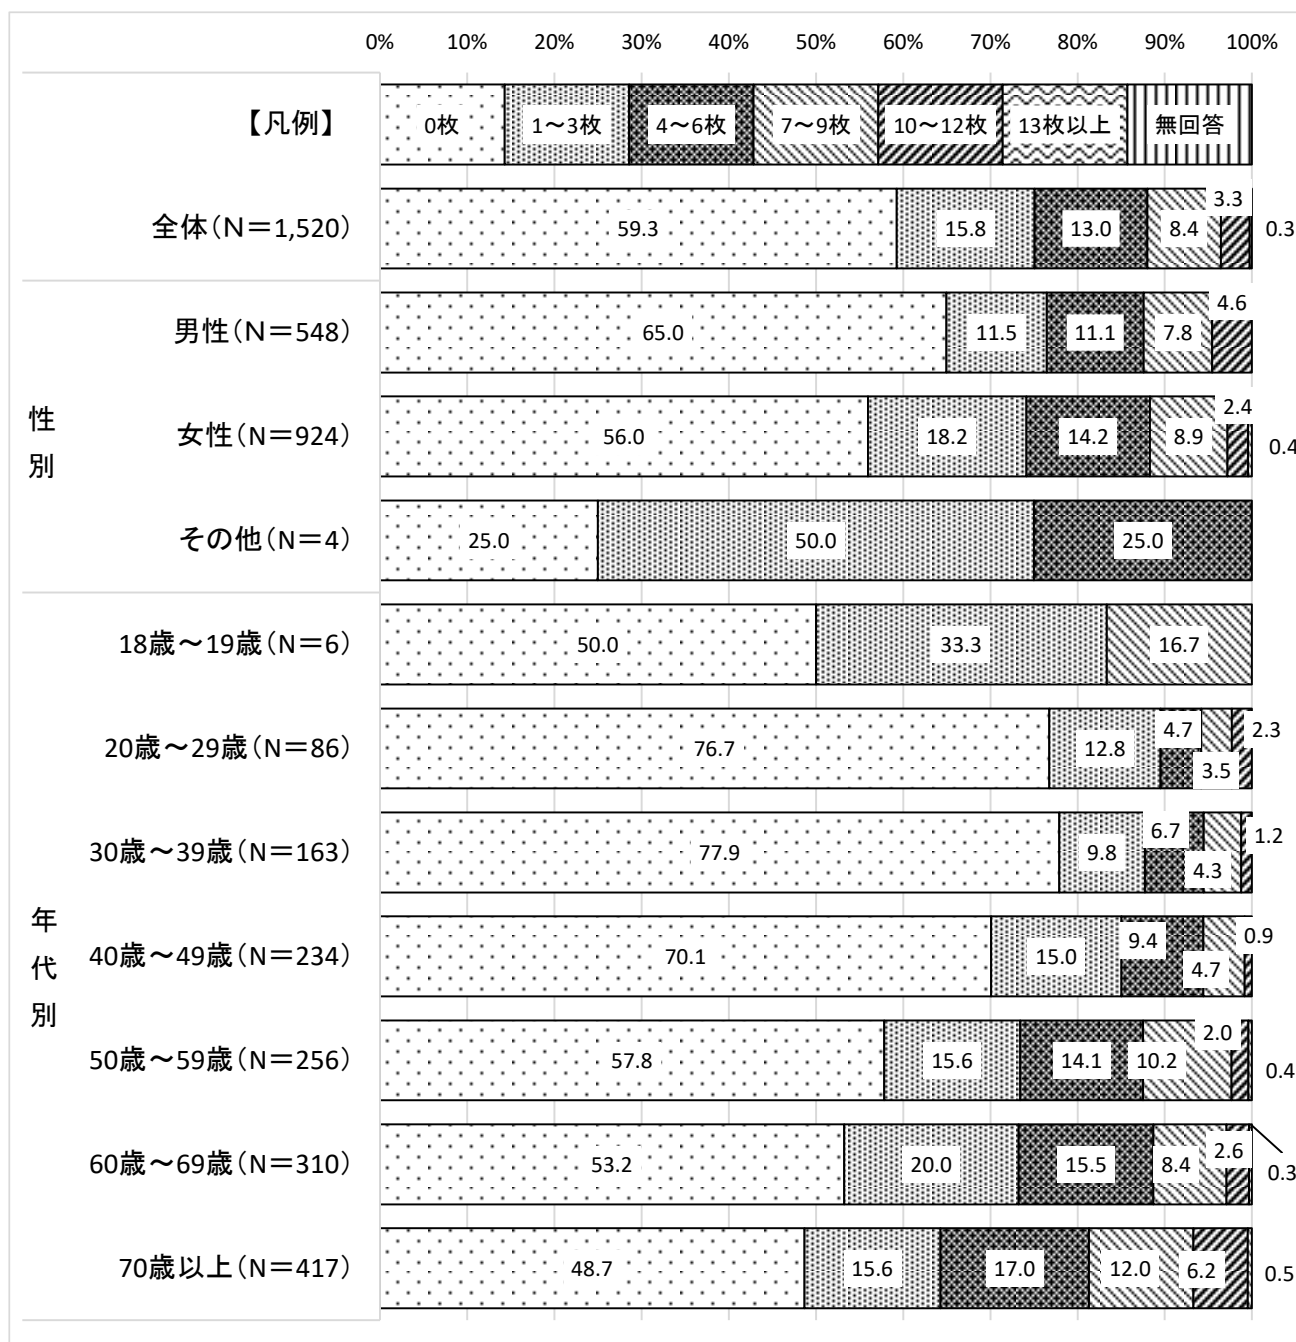 0% 10% 20% 30% 40% 50% 60% 70% 80% 90% 100%
【凡例】 0枚 1～3枚 4～6枚 7～9枚 10～12枚 13枚以上 無回答
全体(N＝1,520) 59.3 15.8 13.0 8.4 3.3 0.3
性別
男性(N＝548) 65.0 11.5 11.1 7.8 4.6
女性(N＝924) 56.0 18.2 14.2 8.9 2.4 0.4
その他(N＝4) 25.0 50.0 25.0
年代別
18歳～19歳(N＝6) 50.0 33.3 16.7
20歳～29歳(N＝86) 76.7 12.8 4.7 3.5 2.3
30歳～39歳(N＝163) 77.9 9.8 6.7 4.3 1.2
40歳～49歳(N＝234) 70.1 15.0 9.4 4.7 0.9
50歳～59歳(N＝256) 57.8 15.6 14.1 10.2 2.0 0.4
60歳～69歳(N＝310) 53.2 20.0 15.5 8.4 2.6 0.3
70歳以上(N＝417) 48.7 15.6 17.0 12.0 6.2 0.5